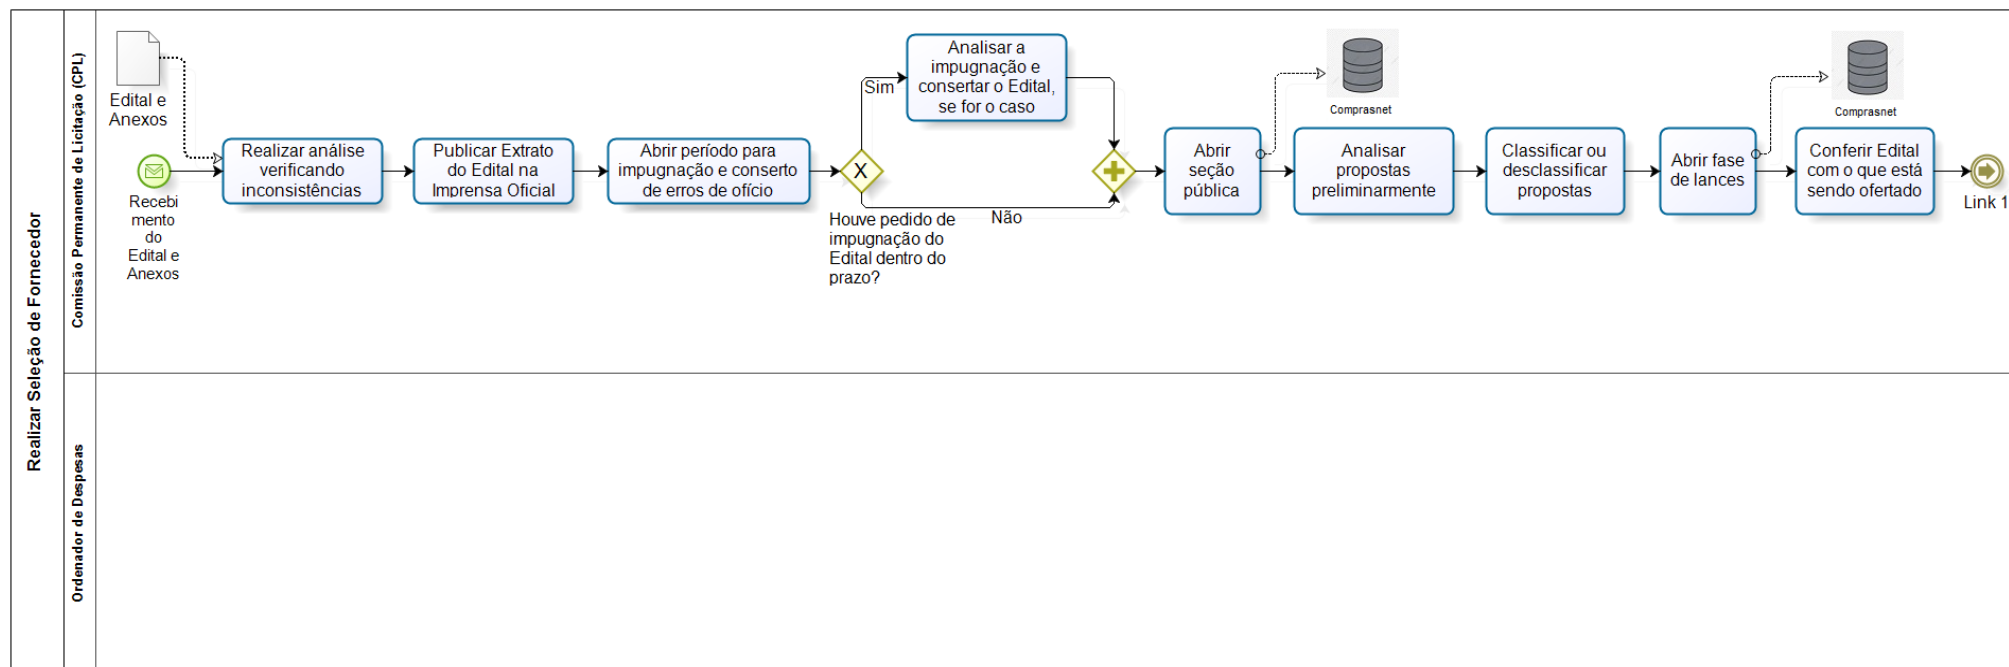 Realizar Seleção de Fornecedor
Comissão Permanente de Licitação (CPL)
Edital e
Anexos
Recebi
mento
do
Edital e
Anexos
Realizar análise
verificando
inconsistências
Publicar Extrato
do Edital na
Imprensa Oficial
Abrir período para
impugnação e conserto
de erros de ofício
X
Houve pedido de
impugnação do
Edital dentro do
prazo?
Sim
Analisar a
impugnação e
consertar o Edital,
se for o caso
Não
Abrir
seção
pública
Comprasnet
Analisar
propostas
preliminarmente
Classificar ou
desclassificar
propostas
Abrir fase
de lances
Comprasnet
Conferir Edital
com o que está
sendo ofertado
Link 1
Ordenador de Despesas